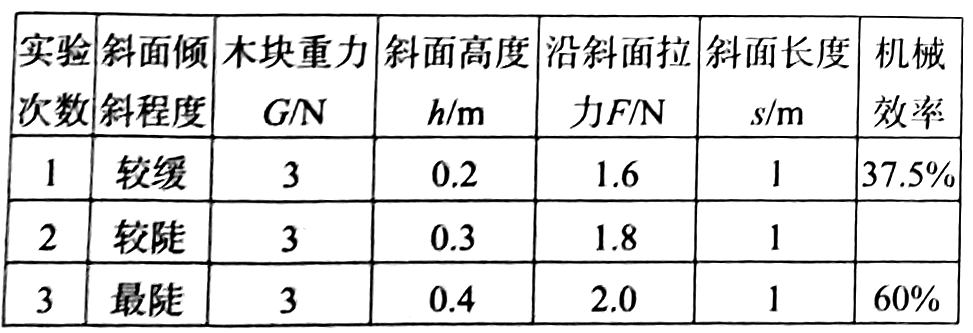 实验次数 斜面倾斜程度 木块重力G/N 斜面高度h/m 沿斜面拉力F/N 斜面长度s/m 机械效率
1 较缓 3 0.2 1.6 1 37.5%
2 较陡 3 0.3 1.8 1
3 最陡 3 0.4 2.0 1 60%